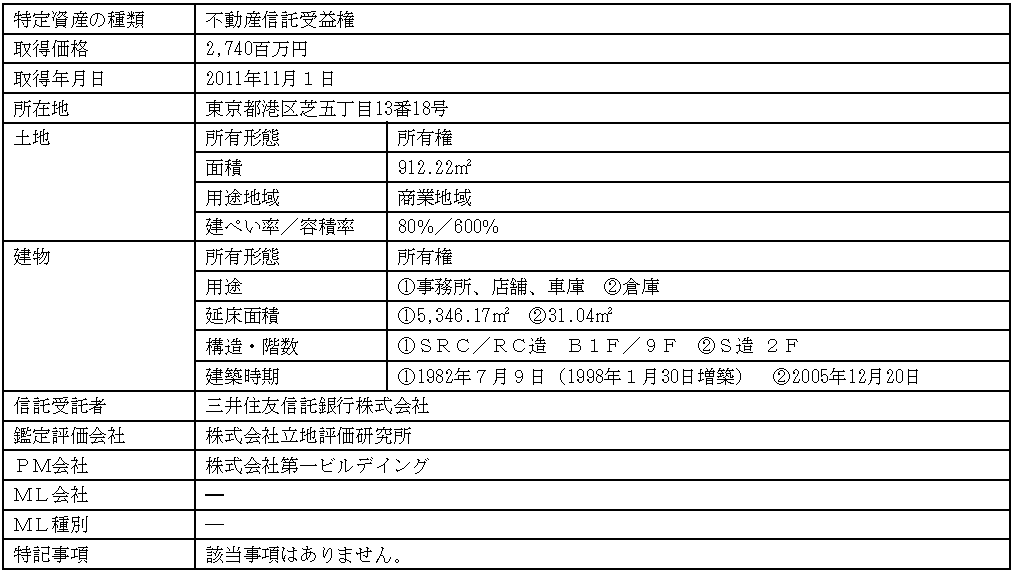 特定資産の種類 不動産信託受益権
取得価格 2,740百万円
取得年月日 2011年11月１日
所在地 東京都港区芝五丁目13番18号
土地 所有形態 所有権
面積 912.22㎡
用途地域 商業地域
建ぺい率／容積率 80％／600％
建物 所有形態 所有権
用途 ①事務所、店舗、車庫　②倉庫
延床面積 ①5,346.17㎡　②31.04㎡
構造・階数 ①ＳＲＣ／ＲＣ造　Ｂ１Ｆ／９Ｆ　②Ｓ造 ２Ｆ
建築時期 ①1982年７月９日（1998年１月30日増築）　②2005年12月20日
信託受託者 三井住友信託銀行株式会社
鑑定評価会社 株式会社立地評価研究所
ＰＭ会社 株式会社第一ビルデイング
ＭＬ会社 ―
ＭＬ種別 ―
特記事項 該当事項はありません。